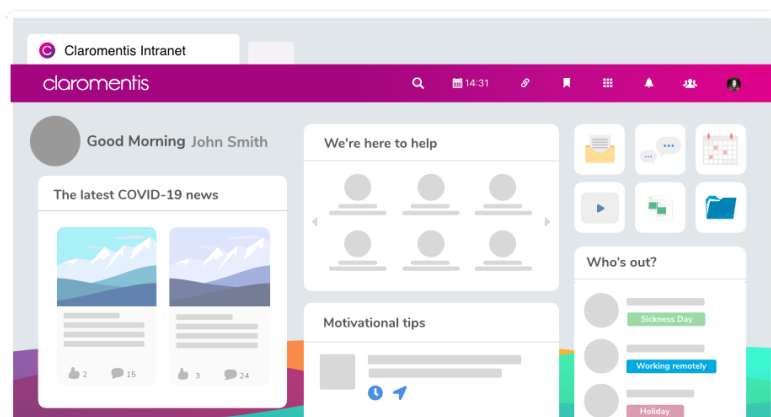 Claromentis Intranet
claromentis
14:31
Good Morning John Smith
The latest COVID-19 news
2
15
3
24
We're here to help
Motivational tips
Who's out?
Sickness Day
Working remotely
Holiday